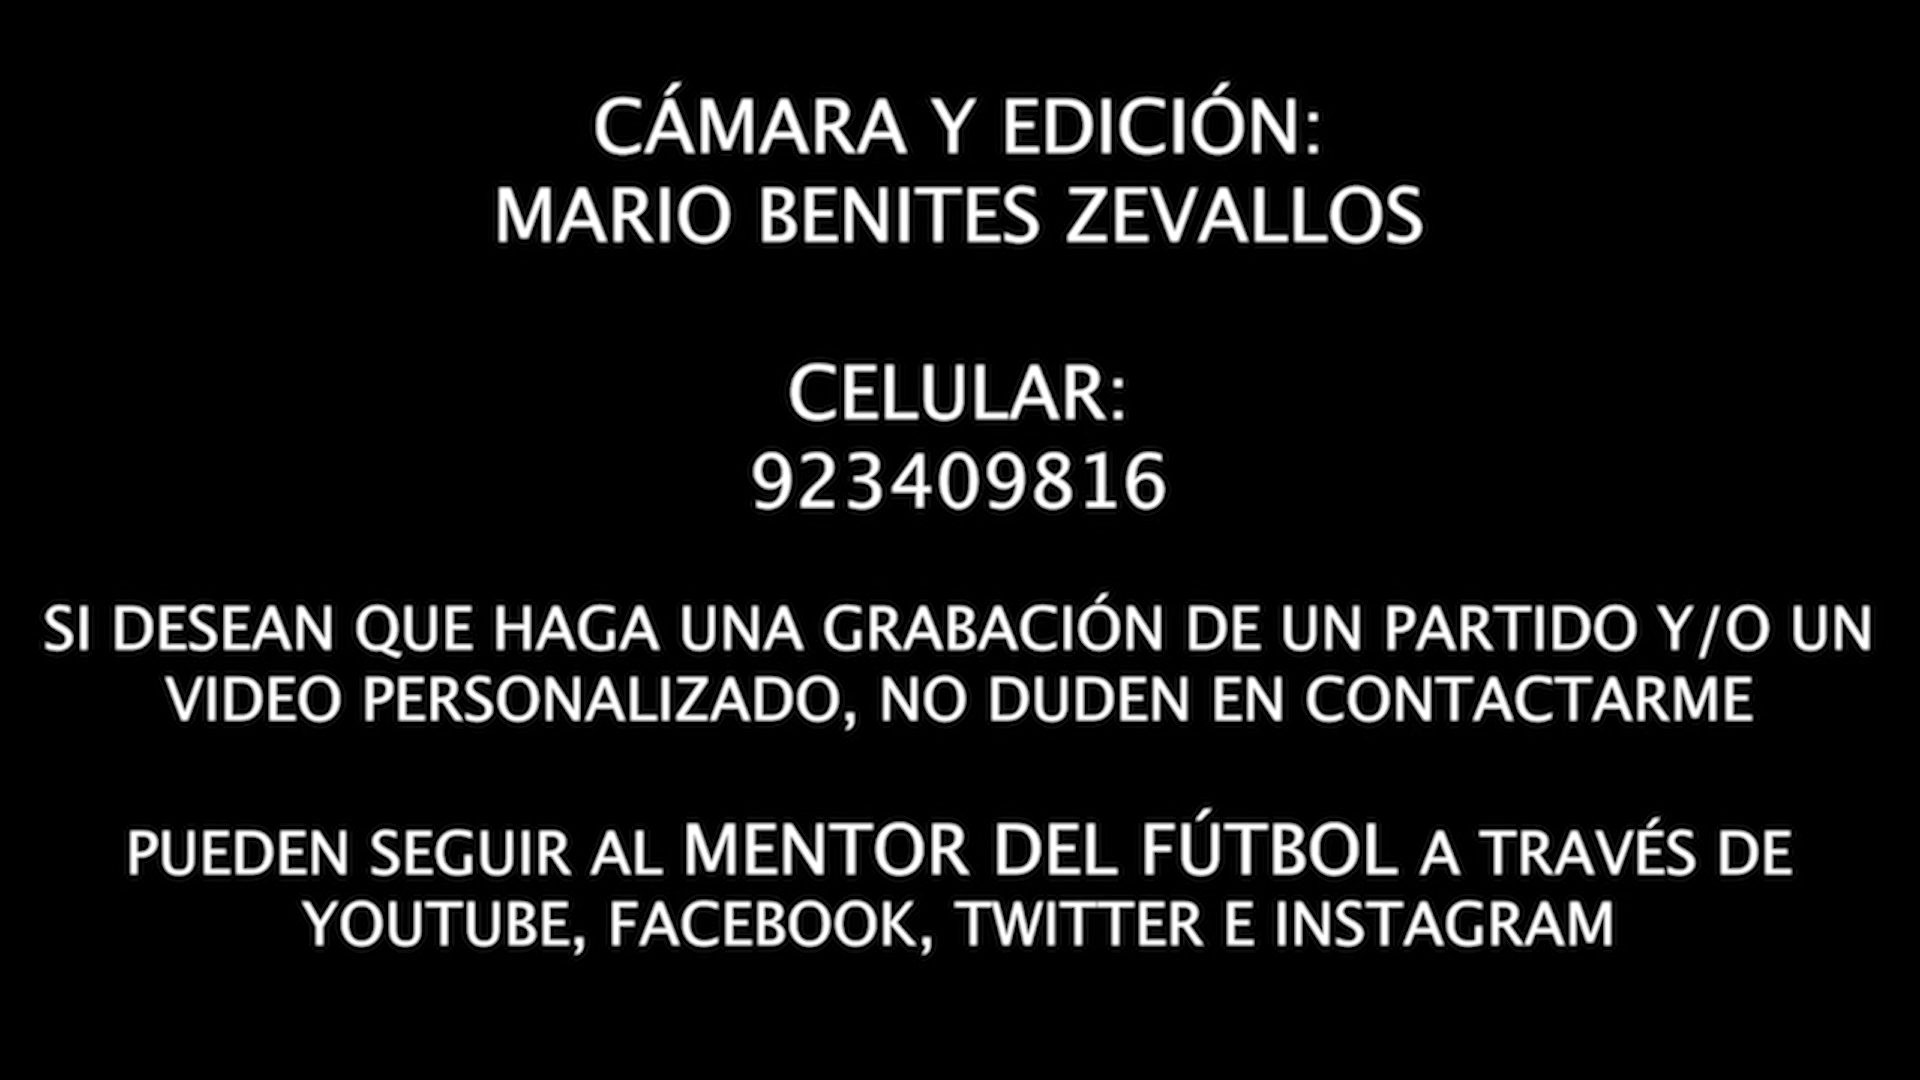 CÁMARA Y EDICIÓN:
MARIO BENITES ZEVALLOS
CELULAR:
923409816
SI DESEAN QUE HAGA UNA GRABACIÓN DE UN PARTIDO Y/O UN
VIDEO PERSONALIZADO, NO DUDEN EN CONTACTARME
PUEDEN SEGUIR AL MENTOR DEL FÚTBOL A TRAVÉS DE
YOUTUBE, FACEBOOK, TWITTER E INSTAGRAM